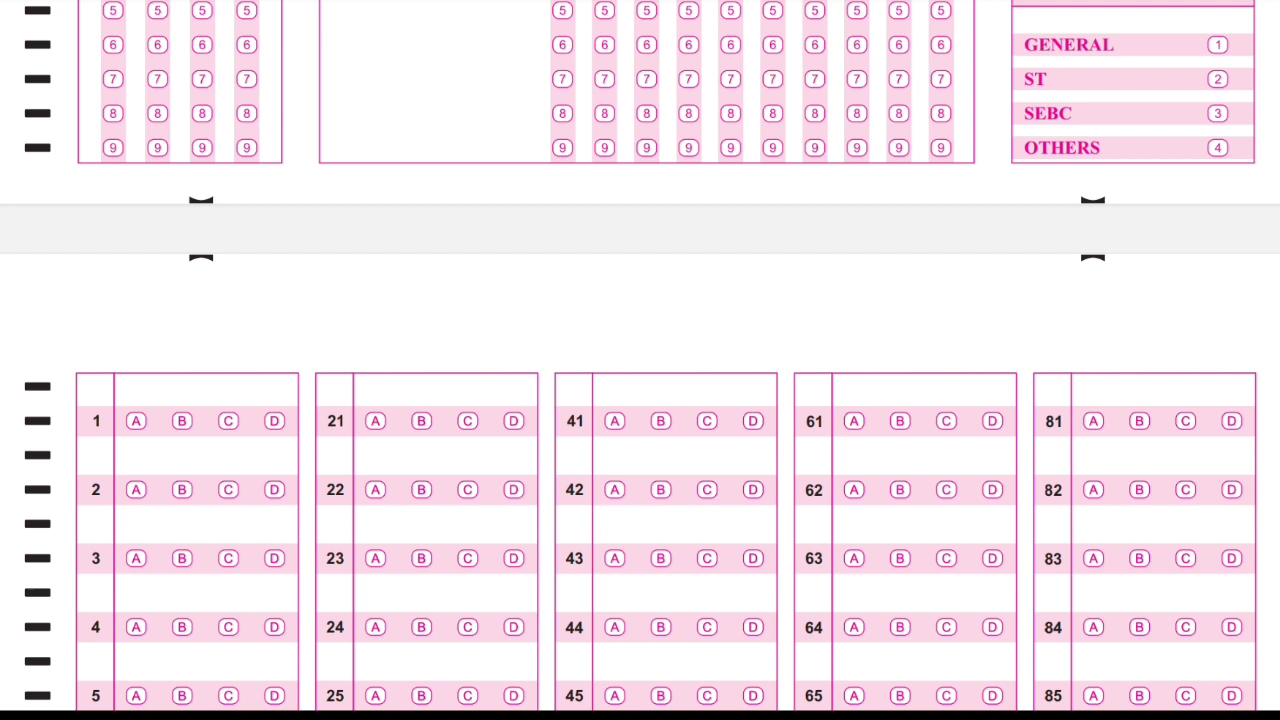 5 5 5 5 5 5 5 5 5 5 5 5 5 5
6 6 6 6 6 6 6 6 6 6 6 6 6 6 GENERAL 1
7 7 7 7 7 7 7 7 7 7 7 7 7 7 ST 2
8 8 8 8 8 8 8 8 8 8 8 8 8 8 SEBC 3
9 9 9 9 9 9 9 9 9 9 9 9 9 9 OTHERS 4
1 A B C D 21 A B C D 41 A B C D 61 A B C D 81 A B C D
2 A B C D 22 A B C D 42 A B C D 62 A B C D 82 A B C D
3 A B C D 23 A B C D 43 A B C D 63 A B C D 83 A B C D
4 A B C D 24 A B C D 44 A B C D 64 A B C D 84 A B C D
5 A B C D 25 A B C D 45 A B C D 65 A B C D 85 A B C D